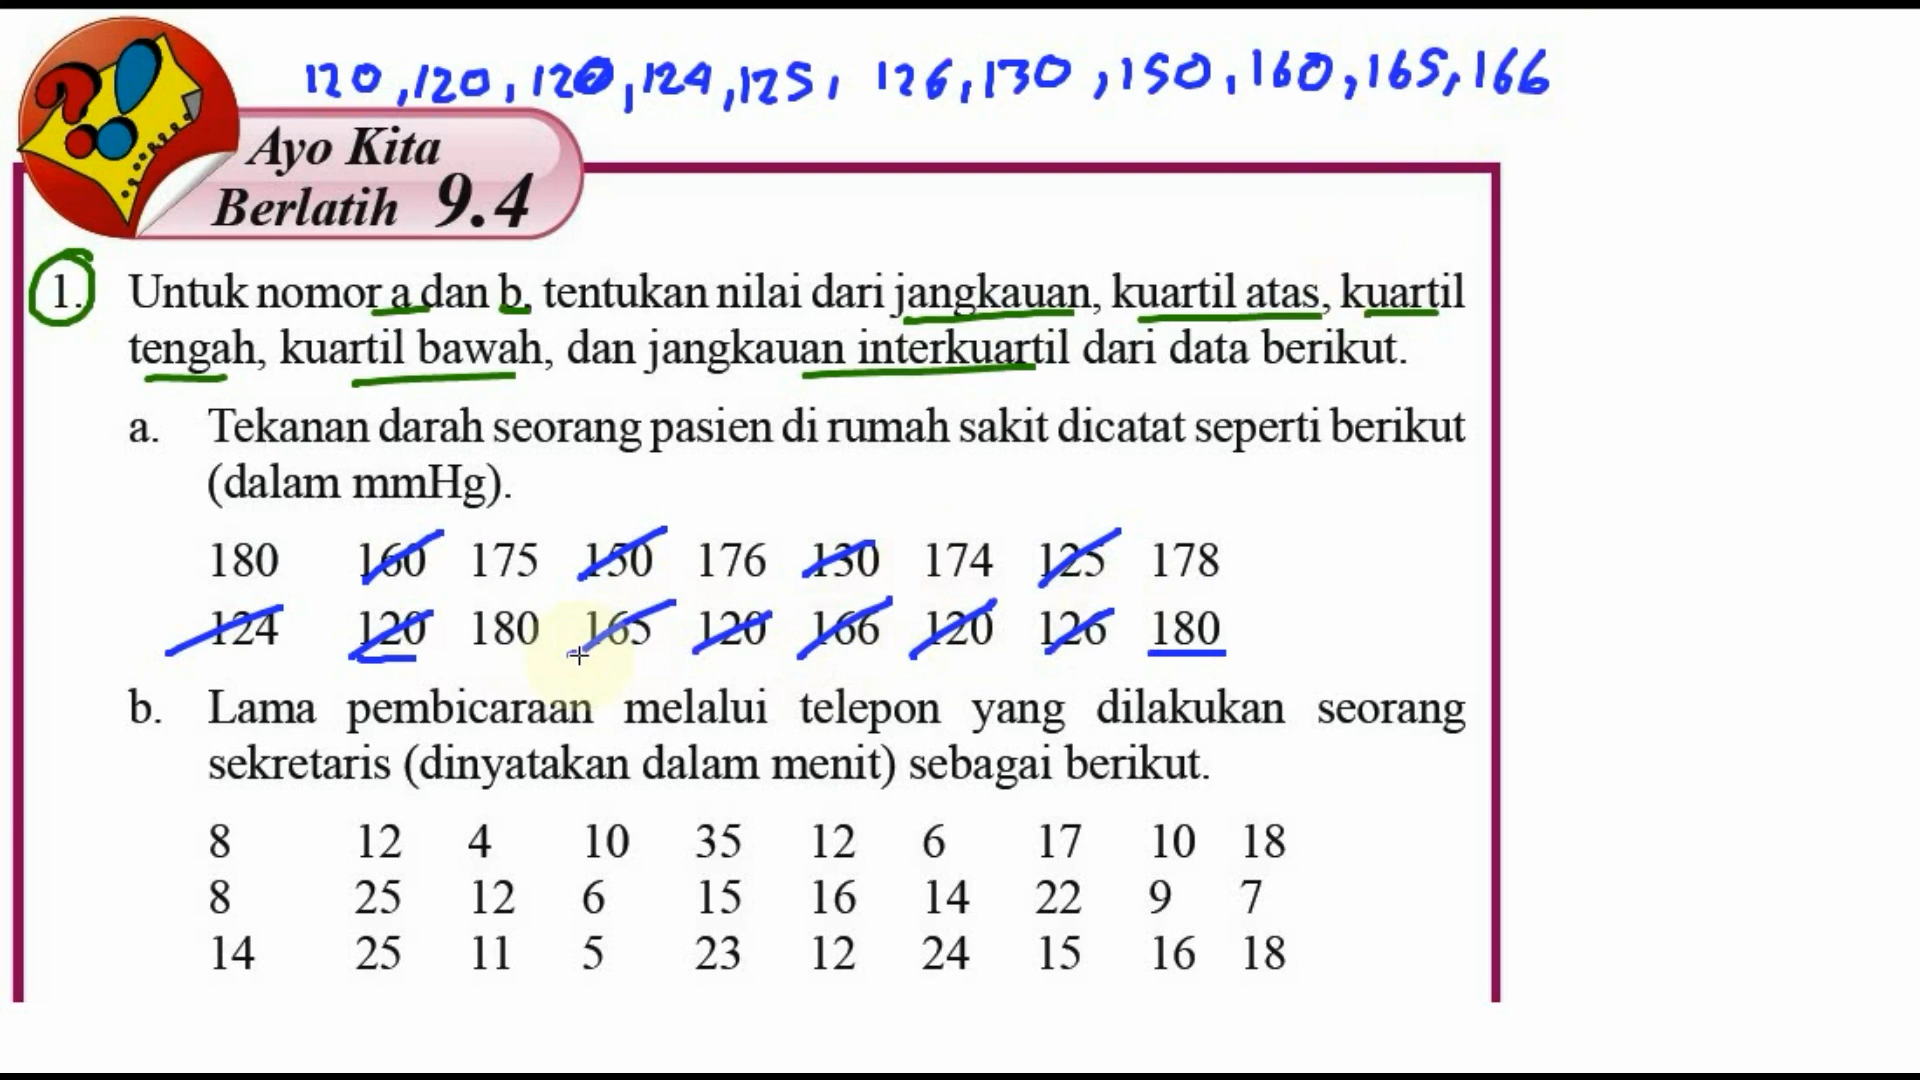 120, 120, 120, 124, 125, 126, 130, 150, 160, 165, 166
Ayo Kita
Berlatih 9.4
1. Untuk nomor a dan b, tentukan nilai dari jangkauan, kuartil atas, kuartil
tengah, kuartil bawah, dan jangkauan interkuartil dari data berikut.
a. Tekanan darah seorang pasien di rumah sakit dicatat seperti berikut
(dalam mmHg).
180 160 175 150 176 130 174 125 178
124 120 180 165 120 166 120 126 180
b. Lama pembicaraan melalui telepon yang dilakukan seorang
sekretaris (dinyatakan dalam menit) sebagai berikut.
8 12 4 10 35 12 6 17 10 18
8 25 12 6 15 16 14 22 9 7
14 25 11 5 23 12 24 15 16 18